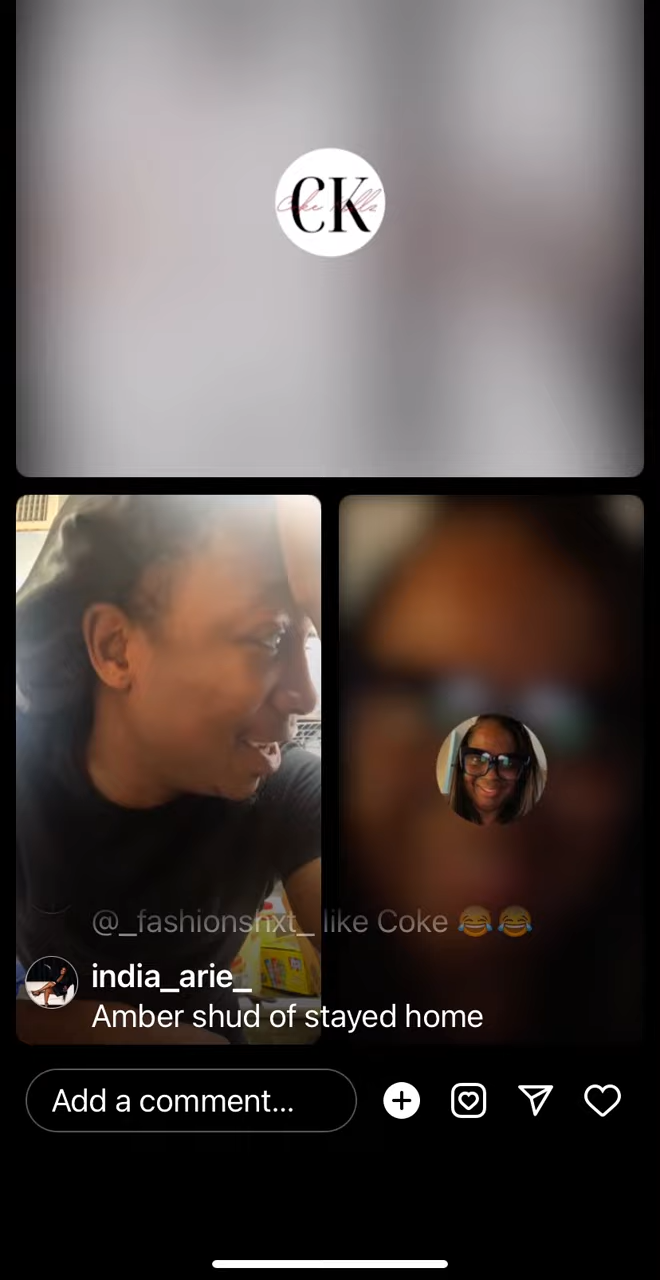 CK
@_fashionsnxt_ like Coke 😂😂
india_arie_
Amber shud of stayed home
Add a comment...